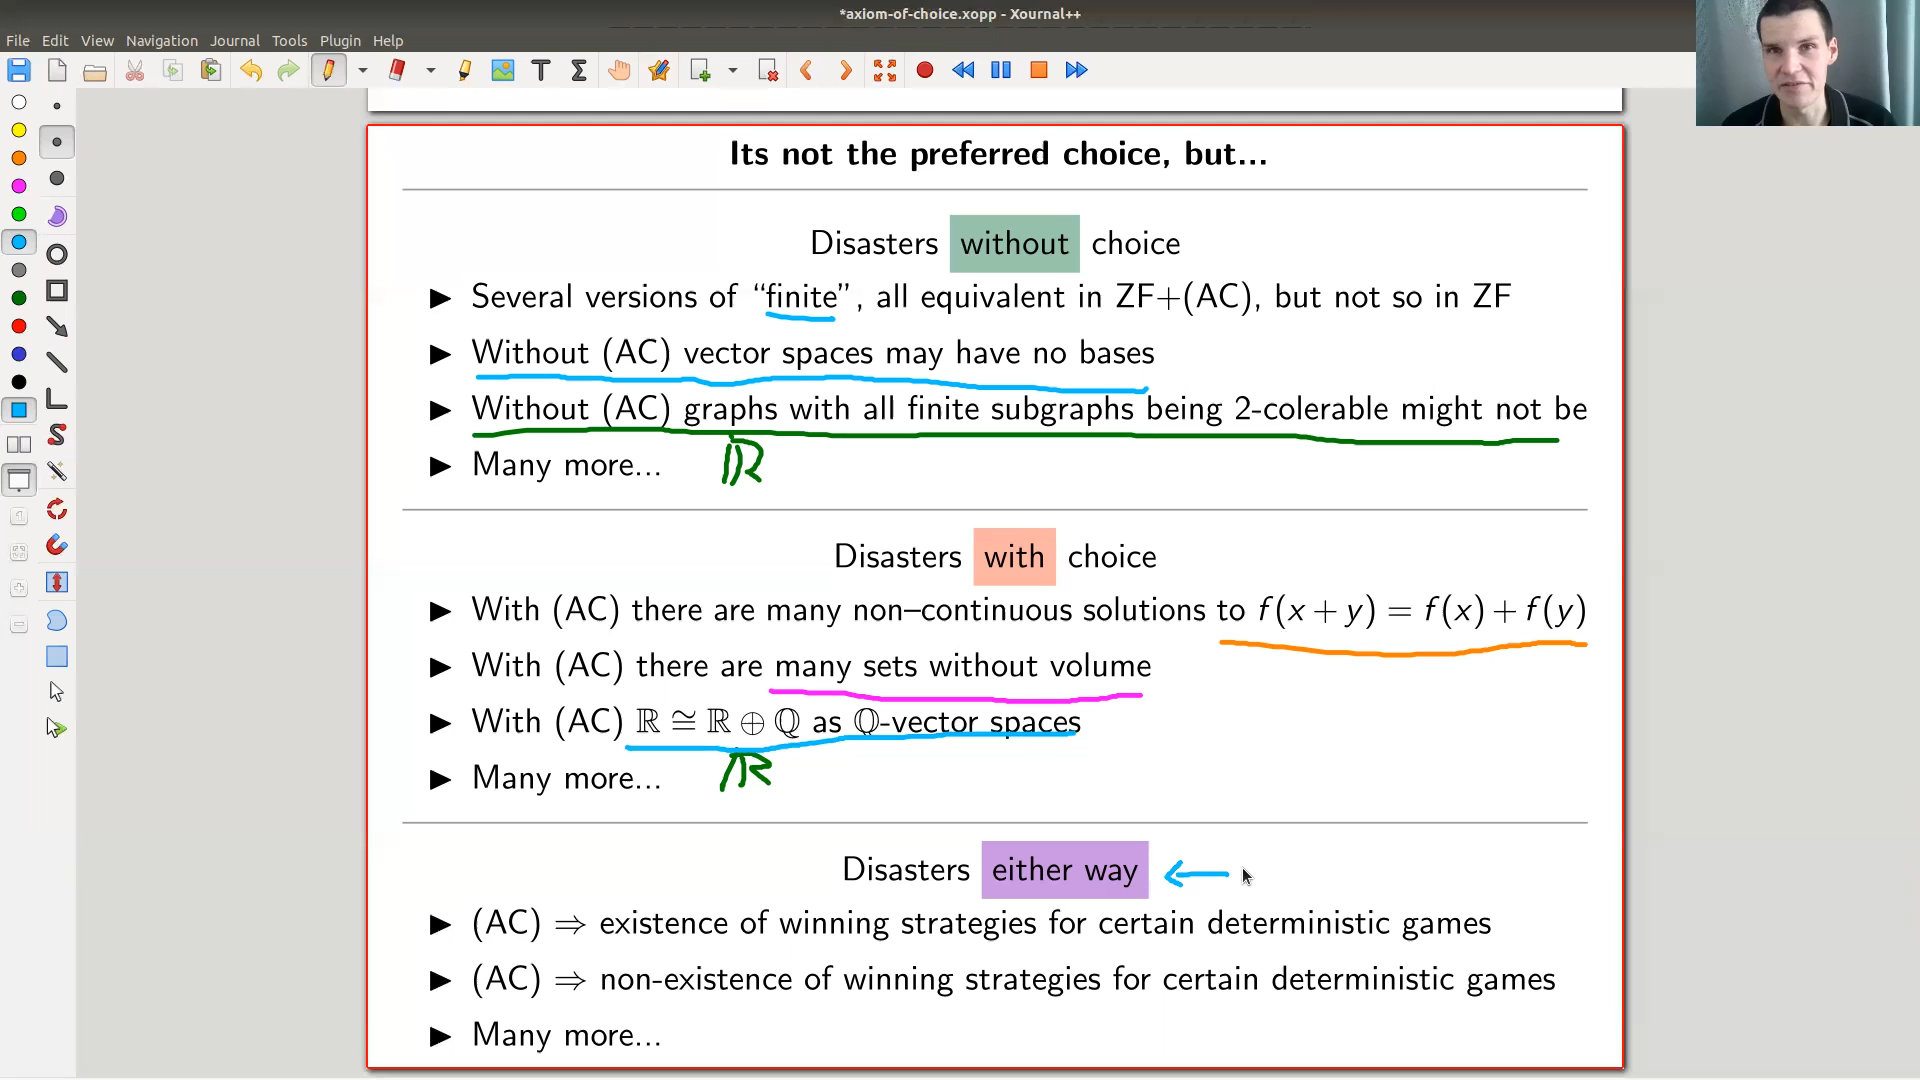 *axiom-of-choice.xopp - Xournal++
File Edit View Navigation Journal Tools Plugin Help
Its not the preferred choice, but...
Disasters without choice
▶ Several versions of “finite”, all equivalent in ZF+(AC), but not so in ZF
▶ Without (AC) vector spaces may have no bases
▶ Without (AC) graphs with all finite subgraphs being 2-colerable might not be
▶ Many more...
ℝ
Disasters with choice
▶ With (AC) there are many non–continuous solutions to f(x + y) = f(x) + f(y)
▶ With (AC) there are many sets without volume
▶ With (AC) ℝ ≅ ℝ ⊕ ℚ as ℚ-vector spaces
▶ Many more...
ℝ
Disasters either way
▶ (AC) ⇒ existence of winning strategies for certain deterministic games
▶ (AC) ⇒ non-existence of winning strategies for certain deterministic games
▶ Many more...